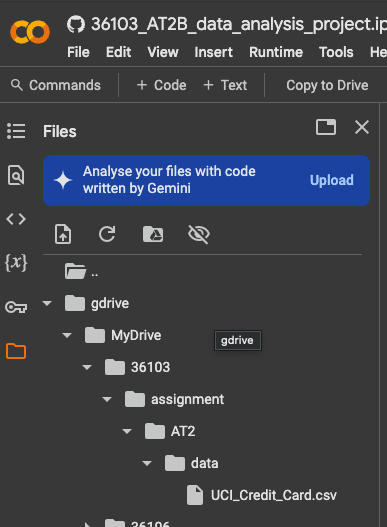 36103_AT2B_data_analysis_project.ip
File Edit View Insert Runtime Tools He
Commands + Code + Text Copy to Drive
Files
Analyse your files with code
written by Gemini
Upload
{x}
..
gdrive
MyDrive
gdrive
36103
assignment
AT2
data
UCI_Credit_Card.csv
36106